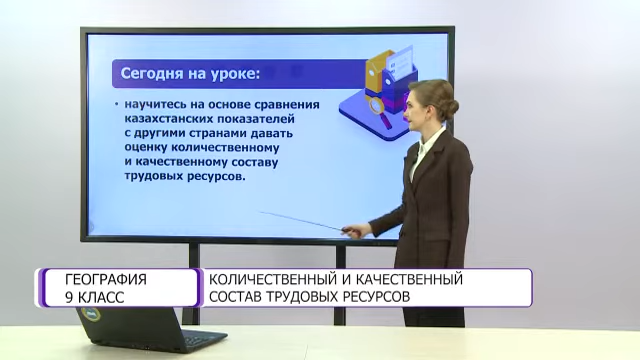 Сегодня на уроке:
• научитесь на основе сравнения
казахстанских показателей
с другими странами давать
оценку количественному
и качественному составу
трудовых ресурсов.
ГЕОГРАФИЯ
9 КЛАСС
КОЛИЧЕСТВЕННЫЙ И КАЧЕСТВЕННЫЙ
СОСТАВ ТРУДОВЫХ РЕСУРСОВ